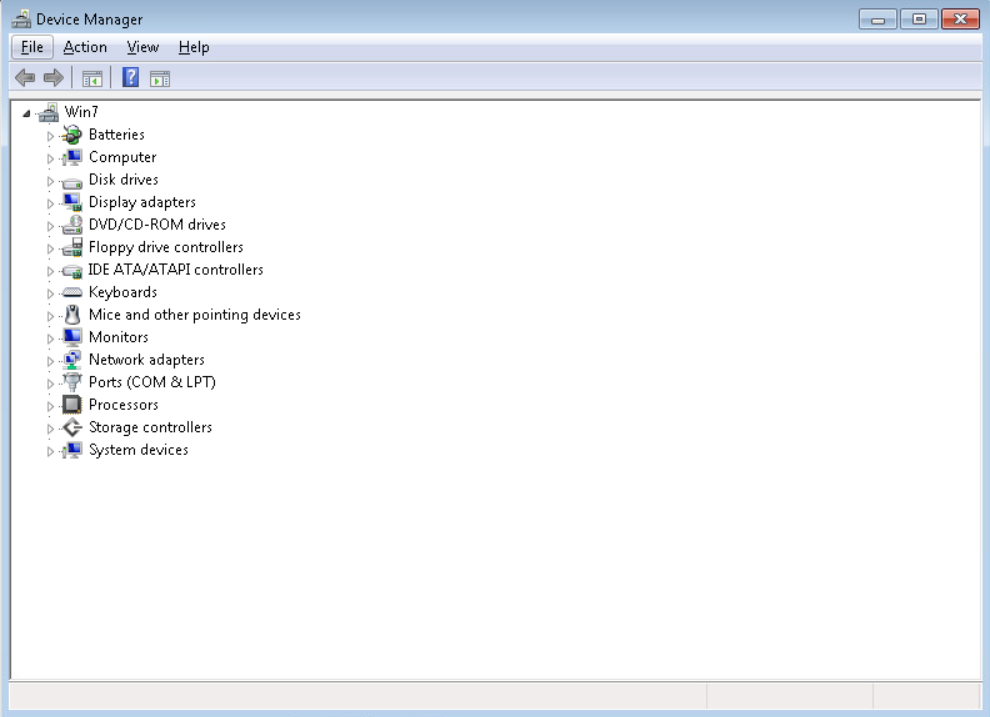 Device Manager
File Action View Help
?
Win7
Batteries
Computer
Disk drives
Display adapters
DVD/CD-ROM drives
Floppy drive controllers
IDE ATA/ATAPI controllers
Keyboards
Mice and other pointing devices
Monitors
Network adapters
Ports (COM & LPT)
Processors
Storage controllers
System devices